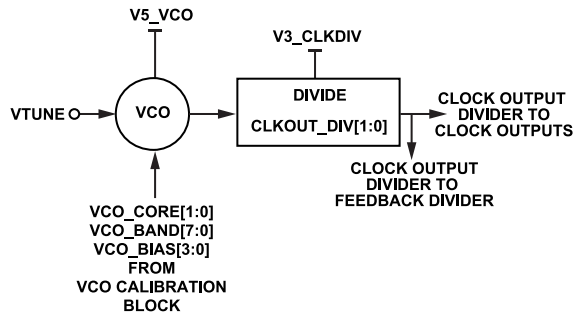 V5_VCO
V3_CLKDIV
VTUNE
VCO
DIVIDE
CLKOUT_DIV[1:0]
CLOCK OUTPUT
DIVIDER TO
CLOCK OUTPUTS
CLOCK OUTPUT
DIVIDER TO
FEEDBACK DIVIDER
VCO_CORE[1:0]
VCO_BAND[7:0]
VCO_BIAS[3:0]
FROM
VCO CALIBRATION
BLOCK